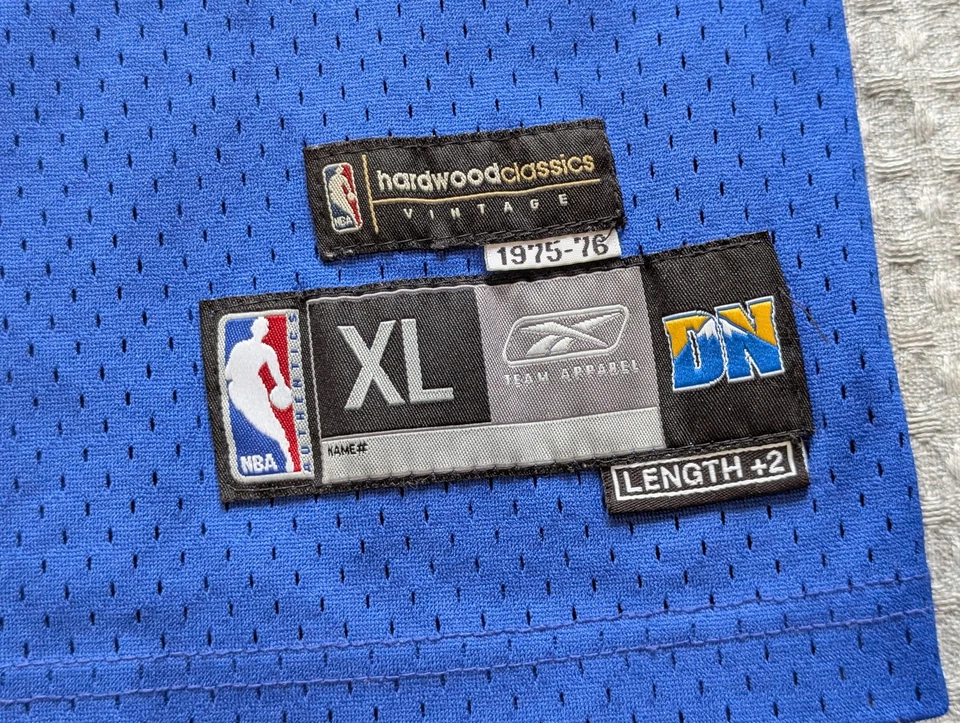 NBA
hardwoodclassics
VINTAGE
1975-76
NBA
AUTHENTICS
XL
TEAM APPAREL
DN
NAME#
LENGTH +2